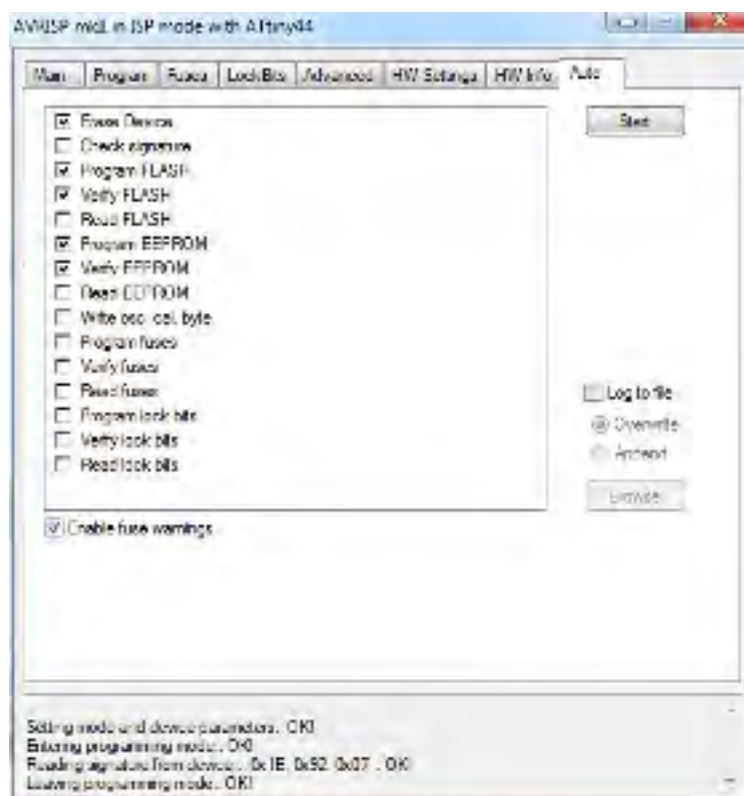 AVRISP mkII in ISP mode with ATtiny44
Main Program Fuses LockBits Advanced HW Settings HW Info Auto
Erase Device
Start
Check signature
Program FLASH
Verify FLASH
Read FLASH
Program EEPROM
Verify EEPROM
Read EEPROM
Write osc. cal. byte
Program fuses
Verify fuses
Read fuses
Log to file
Program lock bits
Overwrite
Verify lock bits
Append
Read lock bits
Browse
Enable fuse warnings
Setting mode and device parameters.. OK!
Entering programming mode.. OK!
Reading signature from device .. 0x1E, 0x92, 0x07 .. OK!
Leaving programming mode.. OK!